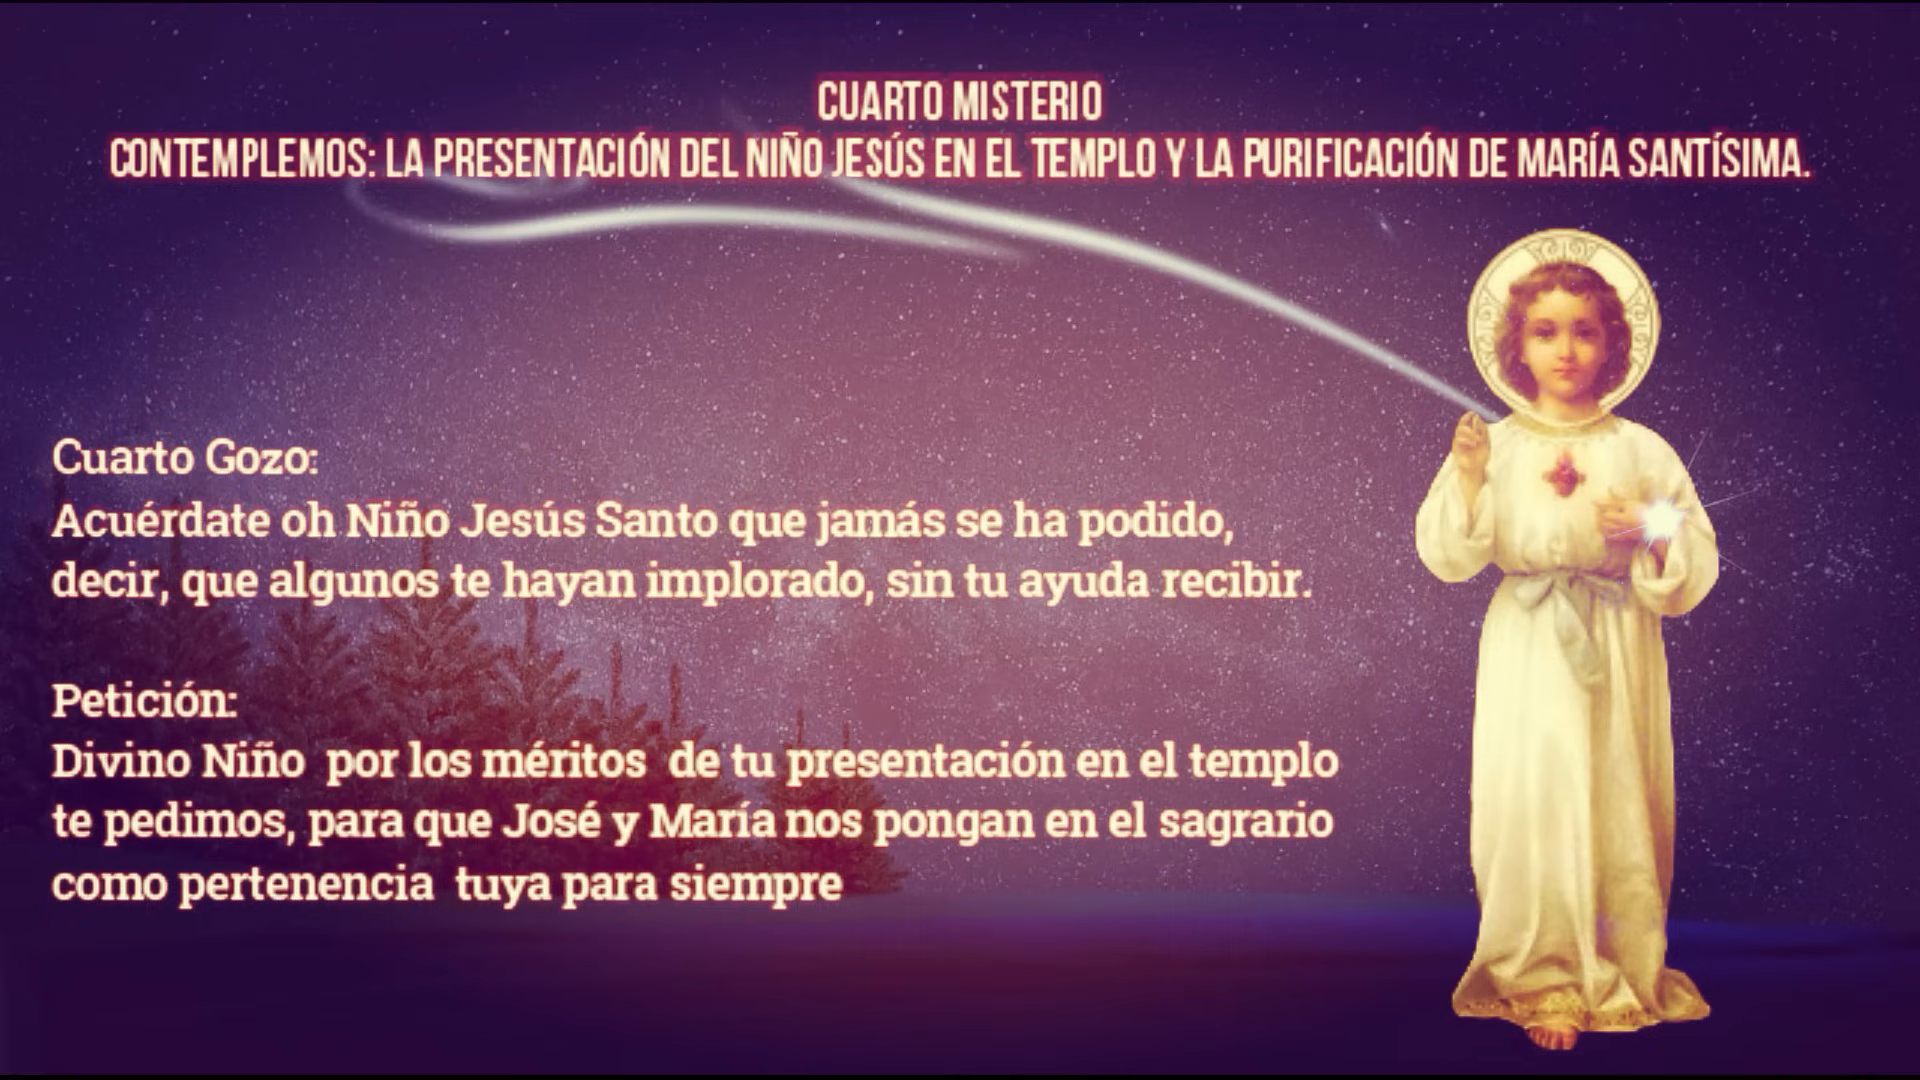 CUARTO MISTERIO
CONTEMPLEMOS: LA PRESENTACIÓN DEL NIÑO JESÚS EN EL TEMPLO Y LA PURIFICACIÓN DE MARÍA SANTÍSIMA.
Cuarto Gozo:
Acuérdate oh Niño Jesús Santo que jamás se ha podido,
decir, que algunos te hayan implorado, sin tu ayuda recibir.
Petición:
Divino Niño por los méritos de tu presentación en el templo
te pedimos, para que José y María nos pongan en el sagrario
como pertenencia tuya para siempre